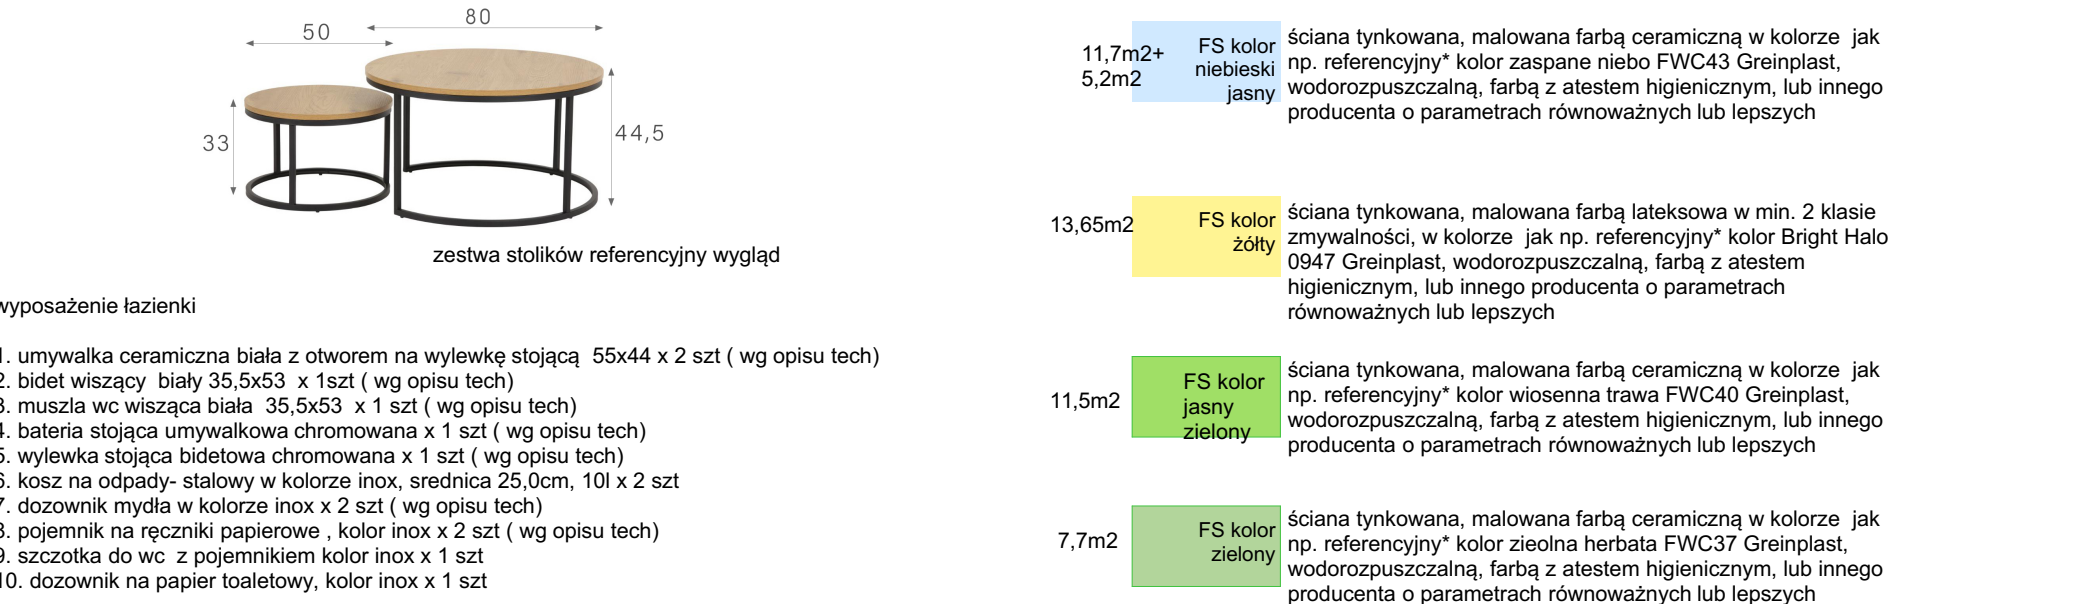 50
80
33
44,5
zestwa stolików referencyjny wygląd
wyposażenie łazienki
1. umywalka ceramiczna biała z otworem na wylewkę stojącą  55x44 x 2 szt ( wg opisu tech)
2. bidet wiszący  biały 35,5x53  x 1szt ( wg opisu tech)
3. muszla wc wisząca biała  35,5x53  x 1 szt ( wg opisu tech)
4. bateria stojąca umywalkowa chromowana x 1 szt ( wg opisu tech)
5. wylewka stojąca bidetowa chromowana x 1 szt ( wg opisu tech)
6. kosz na odpady- stalowy w kolorze inox, srednica 25,0cm, 10l x 2 szt
7. dozownik mydła w kolorze inox x 2 szt ( wg opisu tech)
8. pojemnik na ręczniki papierowe , kolor inox x 2 szt ( wg opisu tech)
9. szczotka do wc  z pojemnikiem kolor inox x 1 szt
10. dozownik na papier toaletowy, kolor inox x 1 szt
11,7m2+
5,2m2
FS kolor
niebieski
jasny
ściana tynkowana, malowana farbą ceramiczną w kolorze  jak
np. referencyjny* kolor zaspane niebo FWC43 Greinplast,
wodorozpuszczalną, farbą z atestem higienicznym, lub innego
producenta o parametrach równoważnych lub lepszych
13,65m2
FS kolor
żółty
ściana tynkowana, malowana farbą lateksowa w min. 2 klasie
zmywalności, w kolorze  jak np. referencyjny* kolor Bright Halo
0947 Greinplast, wodorozpuszczalną, farbą z atestem
higienicznym, lub innego producenta o parametrach
równoważnych lub lepszych
11,5m2
FS kolor
jasny
zielony
ściana tynkowana, malowana farbą ceramiczną w kolorze  jak
np. referencyjny* kolor wiosenna trawa FWC40 Greinplast,
wodorozpuszczalną, farbą z atestem higienicznym, lub innego
producenta o parametrach równoważnych lub lepszych
7,7m2
FS kolor
zielony
ściana tynkowana, malowana farbą ceramiczną w kolorze  jak
np. referencyjny* kolor zieolna herbata FWC37 Greinplast,
wodorozpuszczalną, farbą z atestem higienicznym, lub innego
producenta o parametrach równoważnych lub lepszych